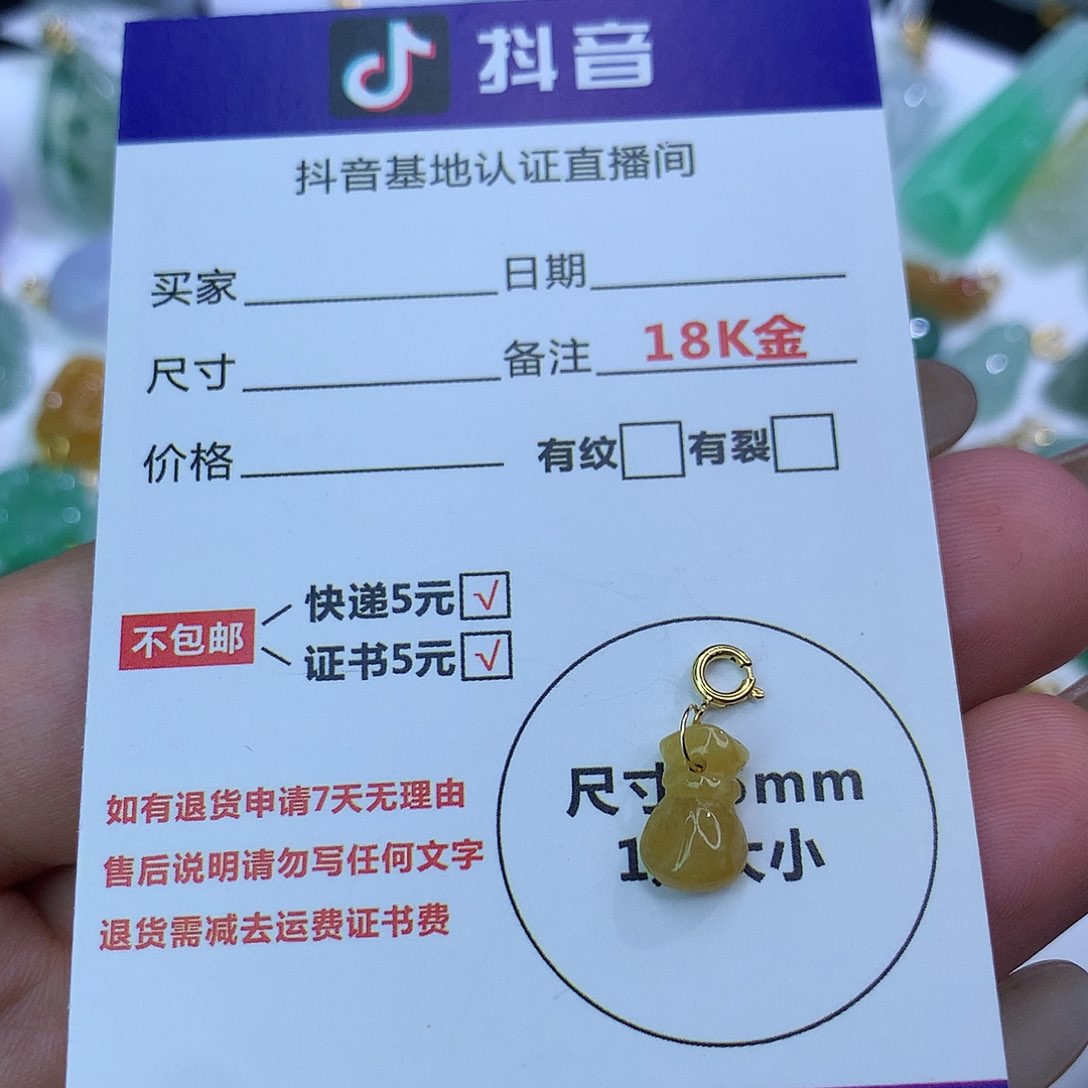 抖音
抖音基地认证直播间
买家 日期
尺寸 备注 18K金
价格 有纹 有裂
不包邮
快递5元 √
证书5元 √
如有退货申请7天无理由
售后说明请勿写任何文字
退货需减去运费证书费
尺寸 mm
大小